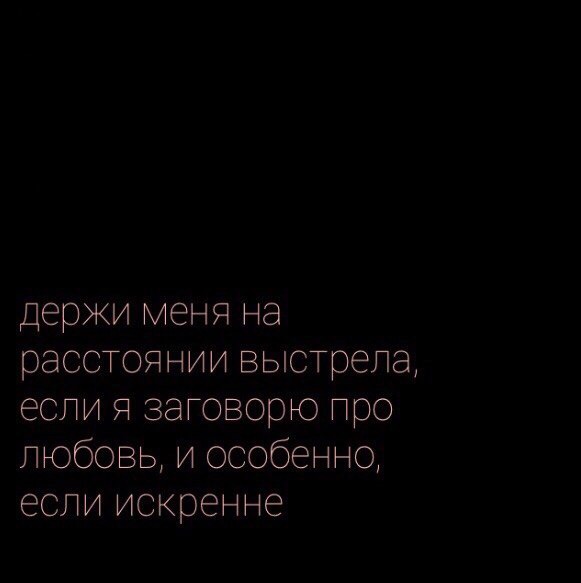 держи меня на
расстоянии выстрела,
если я заговорю про
любовь, и особенно,
если искренне